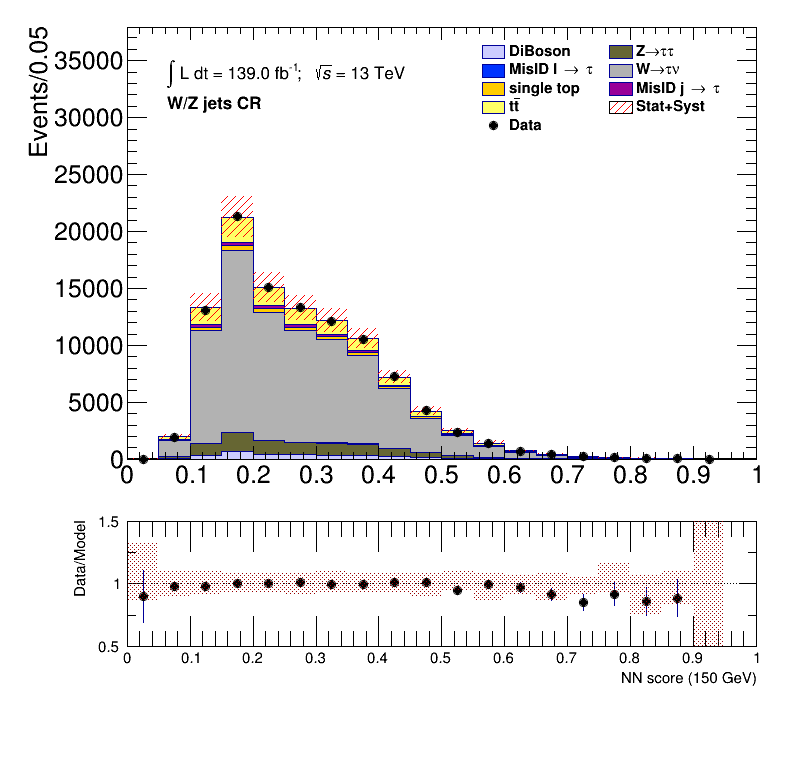 Events/0.05
35000
30000
25000
20000
15000
10000
5000
0
∫ L dt = 139.0 fb⁻¹; √s = 13 TeV
W/Z jets CR
DiBoson
MisID l → τ
single top
tt̄
Data
Z→ττ
W→τν
MisID j → τ
Stat+Syst
0 0.1 0.2 0.3 0.4 0.5 0.6 0.7 0.8 0.9 1
Data/Model
1.5
1
0.5
0 0.1 0.2 0.3 0.4 0.5 0.6 0.7 0.8 0.9 1
NN score (150 GeV)